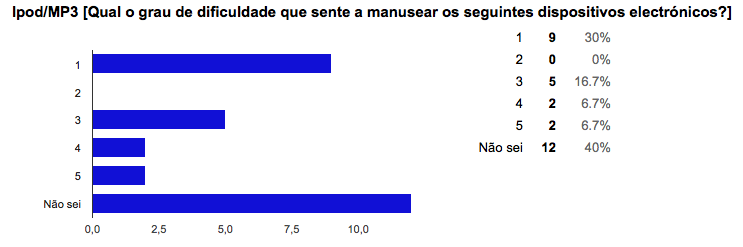 Ipod/MP3 [Qual o grau de dificuldade que sente a manusear os seguintes dispositivos electrónicos?]
1 9 30%
2 0 0%
3 5 16.7%
4 2 6.7%
5 2 6.7%
Não sei 12 40%
1
2
3
4
5
Não sei
0,0 2,5 5,0 7,5 10,0